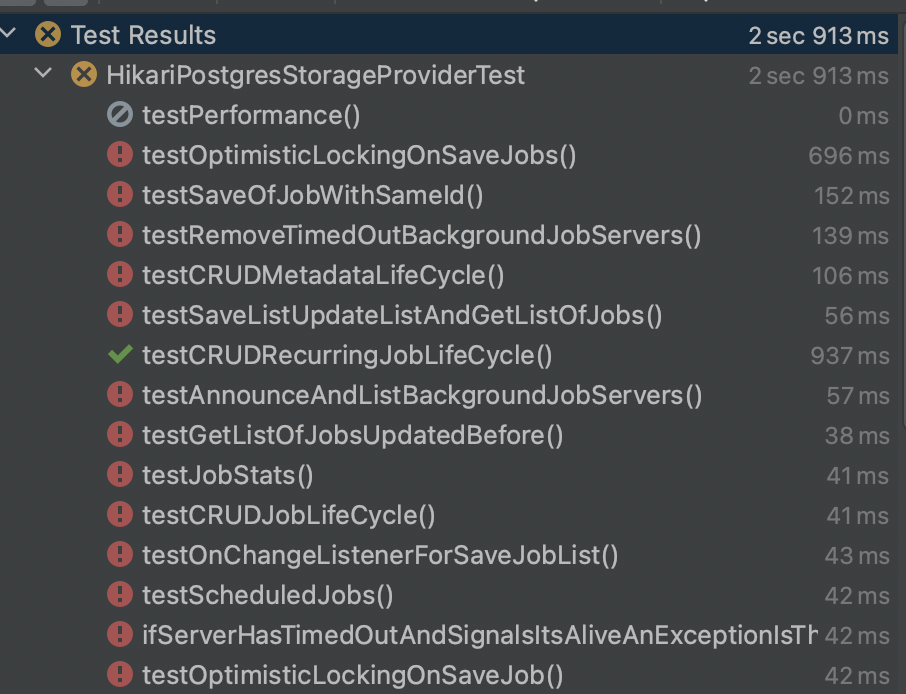 Test Results 2 sec 913 ms
HikariPostgresStorageProviderTest 2 sec 913 ms
testPerformance() 0 ms
testOptimisticLockingOnSaveJobs() 696 ms
testSaveOfJobWithSameId() 152 ms
testRemoveTimedOutBackgroundJobServers() 139 ms
testCRUDMetadataLifeCycle() 106 ms
testSaveListUpdateListAndGetListOfJobs() 56 ms
testCRUDRecurringJobLifeCycle() 937 ms
testAnnounceAndListBackgroundJobServers() 57 ms
testGetListOfJobsUpdatedBefore() 38 ms
testJobStats() 41 ms
testCRUDJobLifeCycle() 41 ms
testOnChangeListenerForSaveJobList() 43 ms
testScheduledJobs() 42 ms
ifServerHasTimedOutAndSignalsItsAliveAnExceptionIsTh 42 ms
testOptimisticLockingOnSaveJob() 42 ms